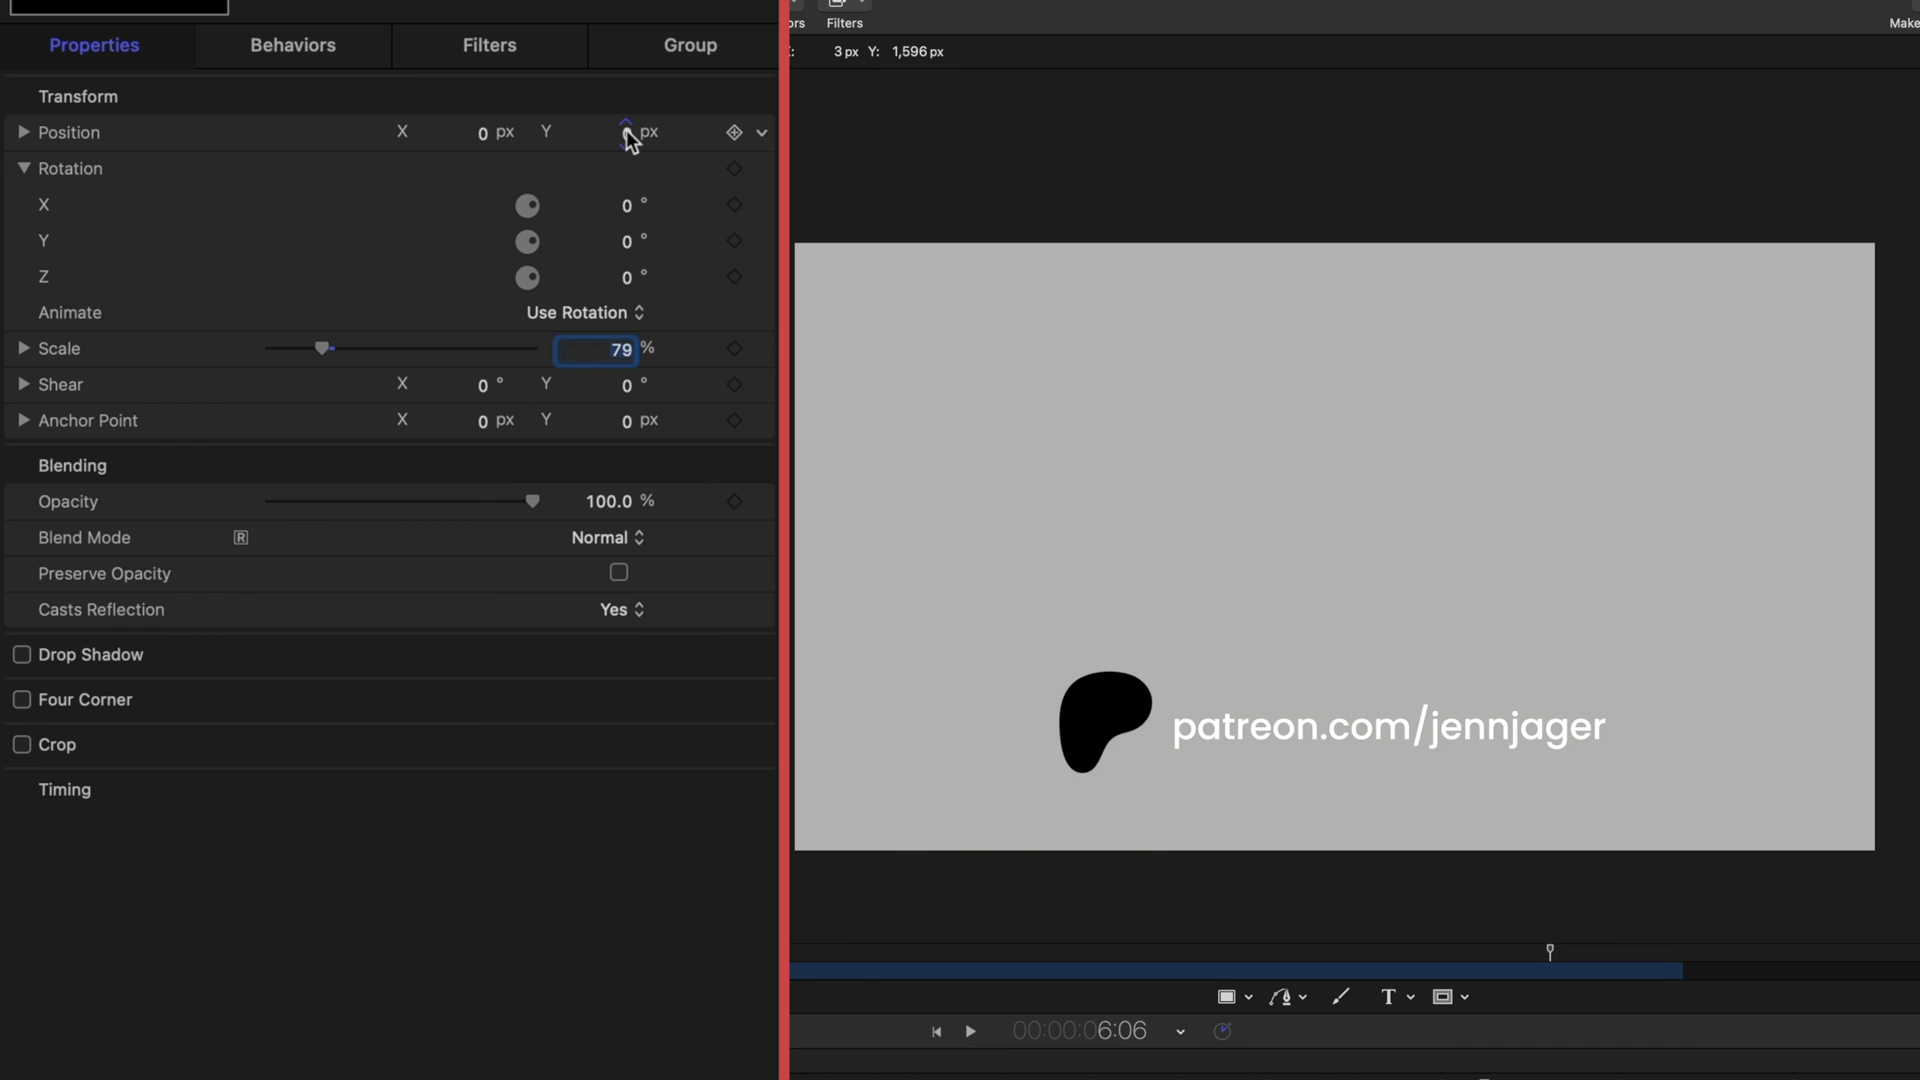 Properties
Behaviors
Filters
Group
Transform
Position X 0 px Y px
Rotation
X 0 °
Y 0 °
Z 0 °
Animate Use Rotation
Scale 79 %
Shear X 0 ° Y 0 °
Anchor Point X 0 px Y 0 px
Blending
Opacity 100.0 %
Blend Mode R Normal
Preserve Opacity
Casts Reflection Yes
Drop Shadow
Four Corner
Crop
Timing
Filters
Make
3 px Y: 1,596 px
patreon.com/jennjager
T
00:00:06:06